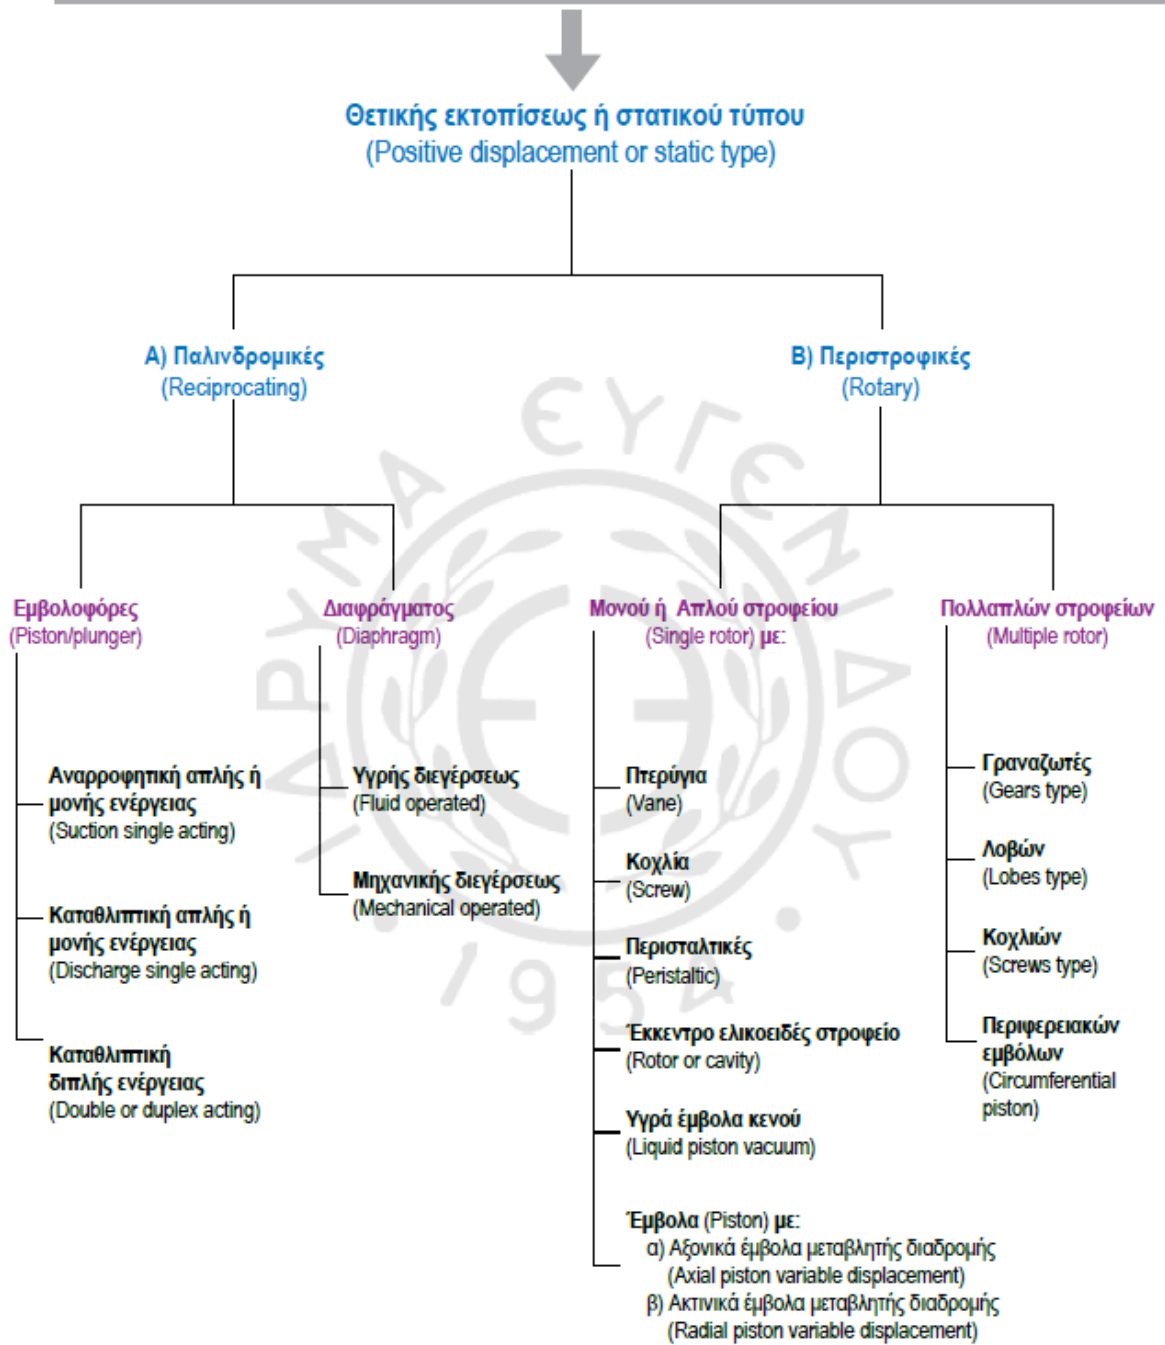 Θετικής εκτοπίσεως ή στατικού τύπου
(Positive displacement or static type)
Α) Παλινδρομικές
(Reciprocating)
Β) Περιστροφικές
(Rotary)
Εμβολοφόρες
(Piston/plunger)
Διαφράγματος
(Diaphragm)
Μονού ή Απλού στροφείου
(Single rotor) με:
Πολλαπλών στροφείων
(Multiple rotor)
Αναρροφητική απλής ή
μονής ενέργειας
(Suction single acting)
Καταθλιπτική απλής ή
μονής ενέργειας
(Discharge single acting)
Καταθλιπτική
διπλής ενέργειας
(Double or duplex acting)
Υγρής διεγέρσεως
(Fluid operated)
Μηχανικής διεγέρσεως
(Mechanical operated)
Πτερύγια
(Vane)
Κοχλία
(Screw)
Περισταλτικές
(Peristaltic)
Έκκεντρο ελικοειδές στροφείο
(Rotor or cavity)
Υγρά έμβολα κενού
(Liquid piston vacuum)
Έμβολα (Piston) με:
α) Αξονικά έμβολα μεταβλητής διαδρομής
(Axial piston variable displacement)
β) Ακτινικά έμβολα μεταβλητής διαδρομής
(Radial piston variable displacement)
Γραναζωτές
(Gears type)
Λοβών
(Lobes type)
Κοχλιών
(Screws type)
Περιφερειακών
εμβόλων
(Circumferential
piston)
ΙΔΡΥΜΑ ΕΥΓΕΝΙΔΟΥ
1954